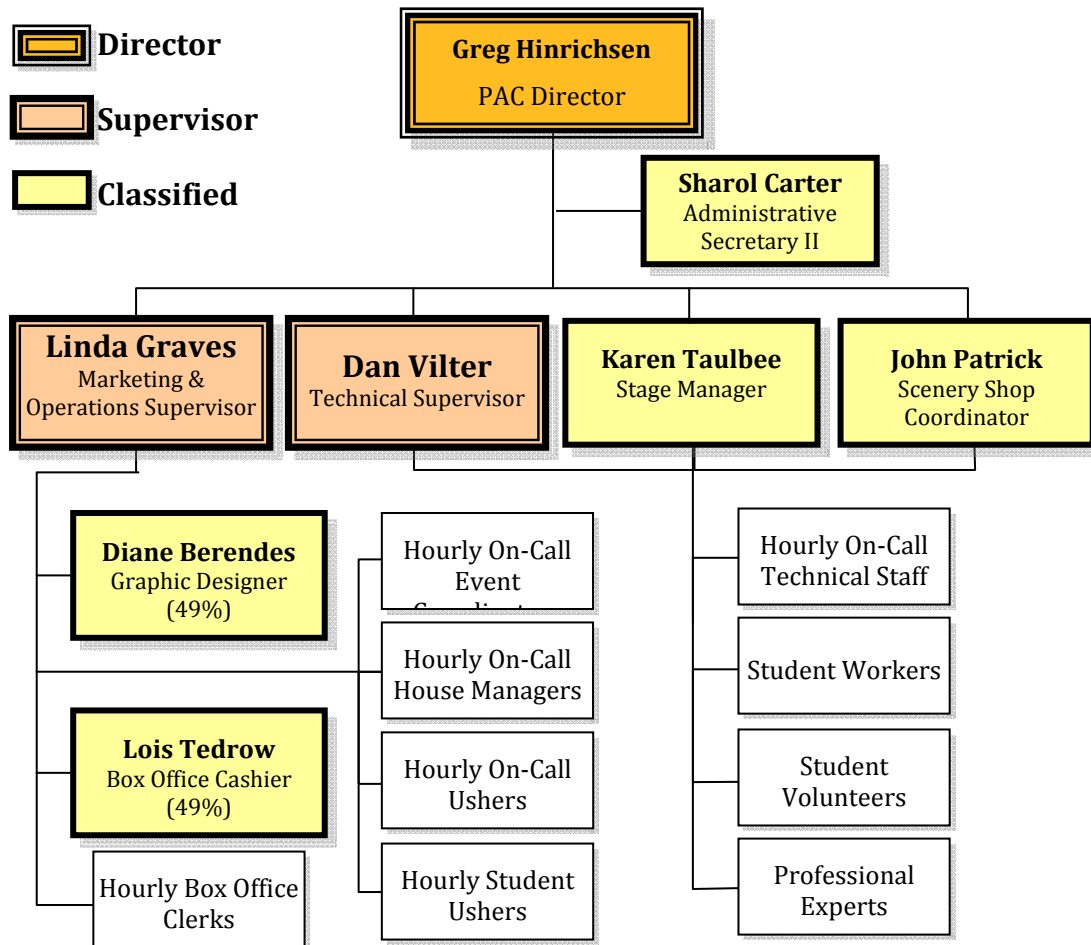 Director
Supervisor
Classified
Greg Hinrichsen
PAC Director
Sharol Carter
Administrative
Secretary II
Linda Graves
Marketing &
Operations Supervisor
Dan Vilter
Technical Supervisor
Karen Taulbee
Stage Manager
John Patrick
Scenery Shop
Coordinator
Diane Berendes
Graphic Designer
(49%)
Lois Tedrow
Box Office Cashier
(49%)
Hourly Box Office
Clerks
Hourly On-Call
Event
Hourly On-Call
House Managers
Hourly On-Call
Ushers
Hourly Student
Ushers
Hourly On-Call
Technical Staff
Student Workers
Student
Volunteers
Professional
Experts